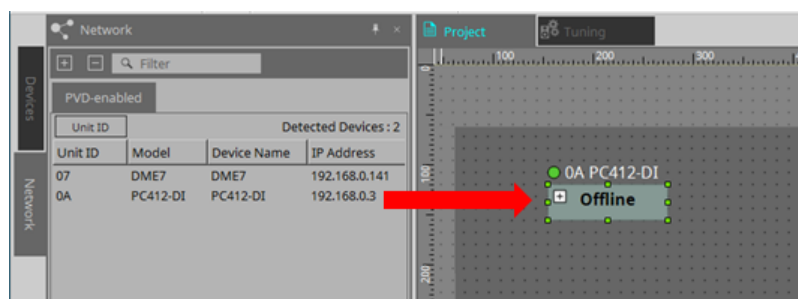 Network
Project
Tuning
Filter
100
200
300
0
Devices
PVD-enabled
Unit ID
Detected Devices : 2
Unit ID Model Device Name IP Address
07 DME7 DME7 192.168.0.141
0A PC412-DI PC412-DI 192.168.0.3
Network
100
0A PC412-DI
Offline
200